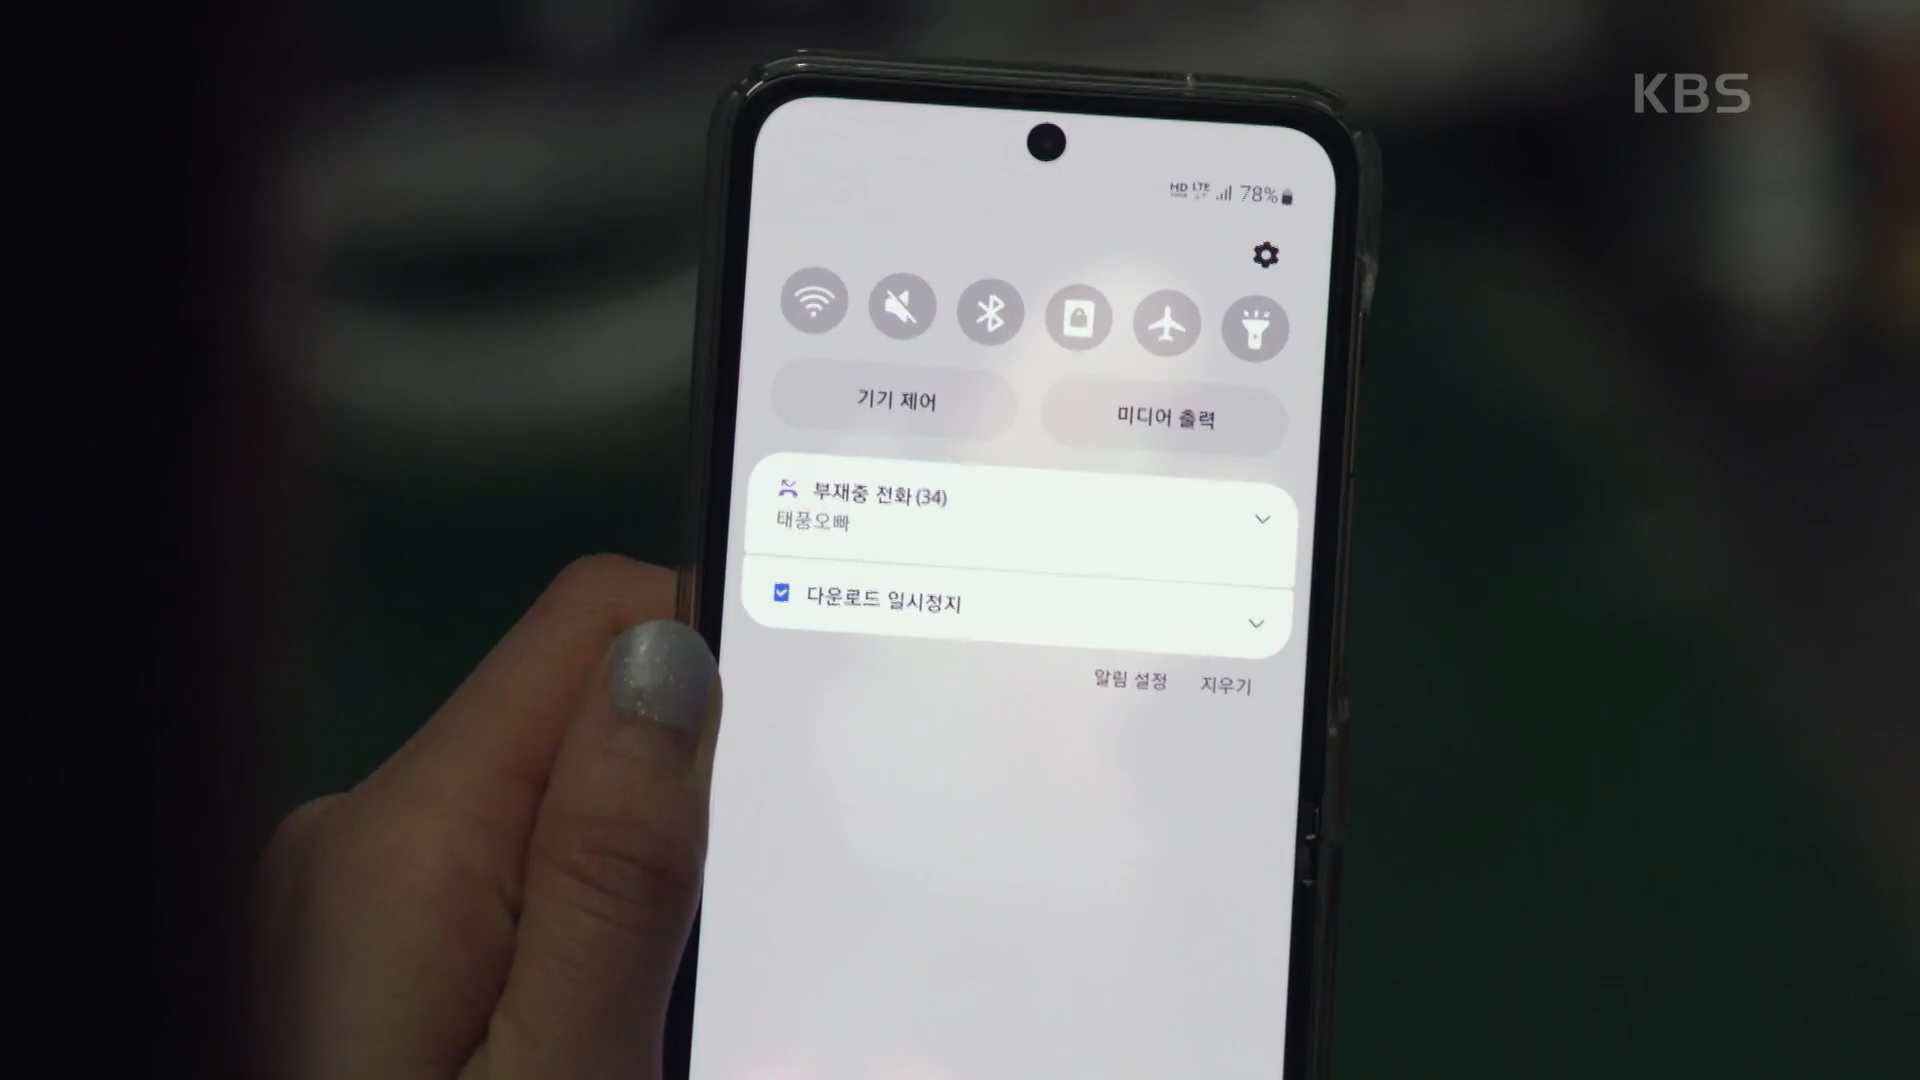 KBS
HD LTE 78%
기기 제어
미디어 출력
부재중 전화 (34)
태풍오빠
다운로드 일시정지
알림 설정
지우기